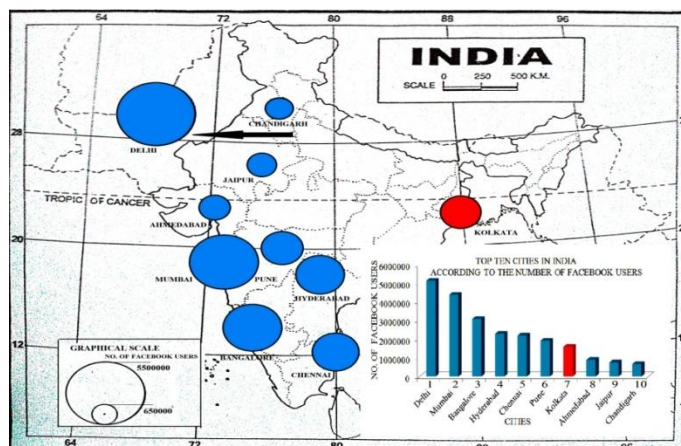 64
72
80
88
96
INDIA
SCALE 0 250 500 K.M.
CHANDIGARH
28
DELHI
JAIPUR
TROPIC OF CANCER
AHMEDABAD
KOLKATA
20
MUMBAI
PUNE
HYDERABAD
TOP TEN CITIES IN INDIA
ACCORDING TO THE NUMBER OF FACEBOOK USERS
NO. OF FACEBOOK USERS
6000000
5000000
4000000
3000000
2000000
1000000
0
Delhi 1
Mumbai 2
Bangalore 3
Hyderabad 4
Chennai 5
Pune 6
Kolkata 7
Ahmedabad 8
Jaipur 9
Chandigarh 10
CITIES
12
BANGALORE
CHENNAI
GRAPHICAL SCALE
NO. OF FACEBOOK USERS
5500000
650000
64
72
80